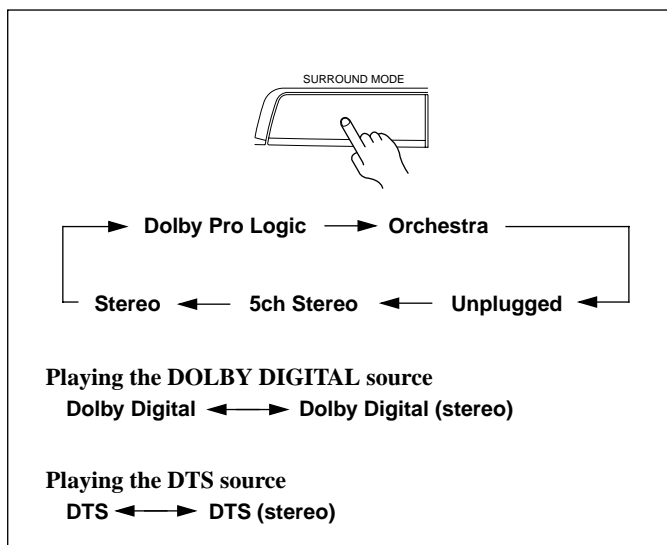 SURROUND MODE
Dolby Pro Logic Orchestra
Stereo 5ch Stereo Unplugged
Playing the DOLBY DIGITAL source
Dolby Digital Dolby Digital (stereo)
Playing the DTS source
DTS DTS (stereo)